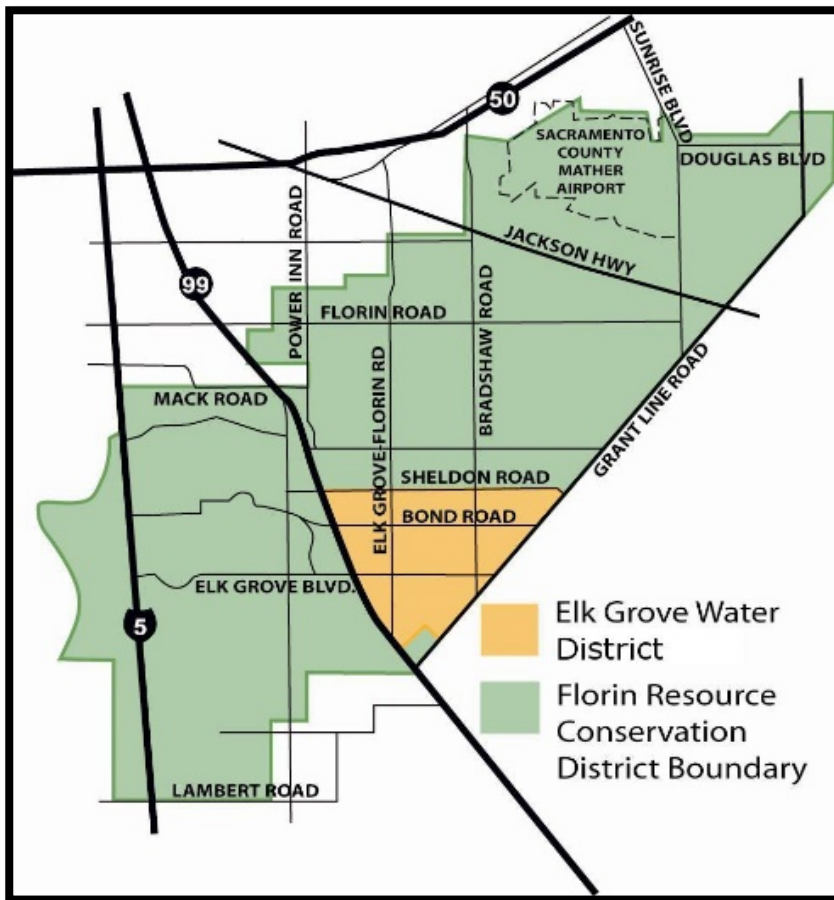 50
SUNRISE BLVD
SACRAMENTO
COUNTY
MATHER
AIRPORT
DOUGLAS BLVD
JACKSON HWY
99
POWER INN ROAD
FLORIN ROAD
BRADSHAW ROAD
ELK GROVE-FLORIN RD
GRANT LINE ROAD
MACK ROAD
SHELDON ROAD
BOND ROAD
ELK GROVE BLVD.
5
Elk Grove Water
District
Florin Resource
Conservation
District Boundary
LAMBERT ROAD